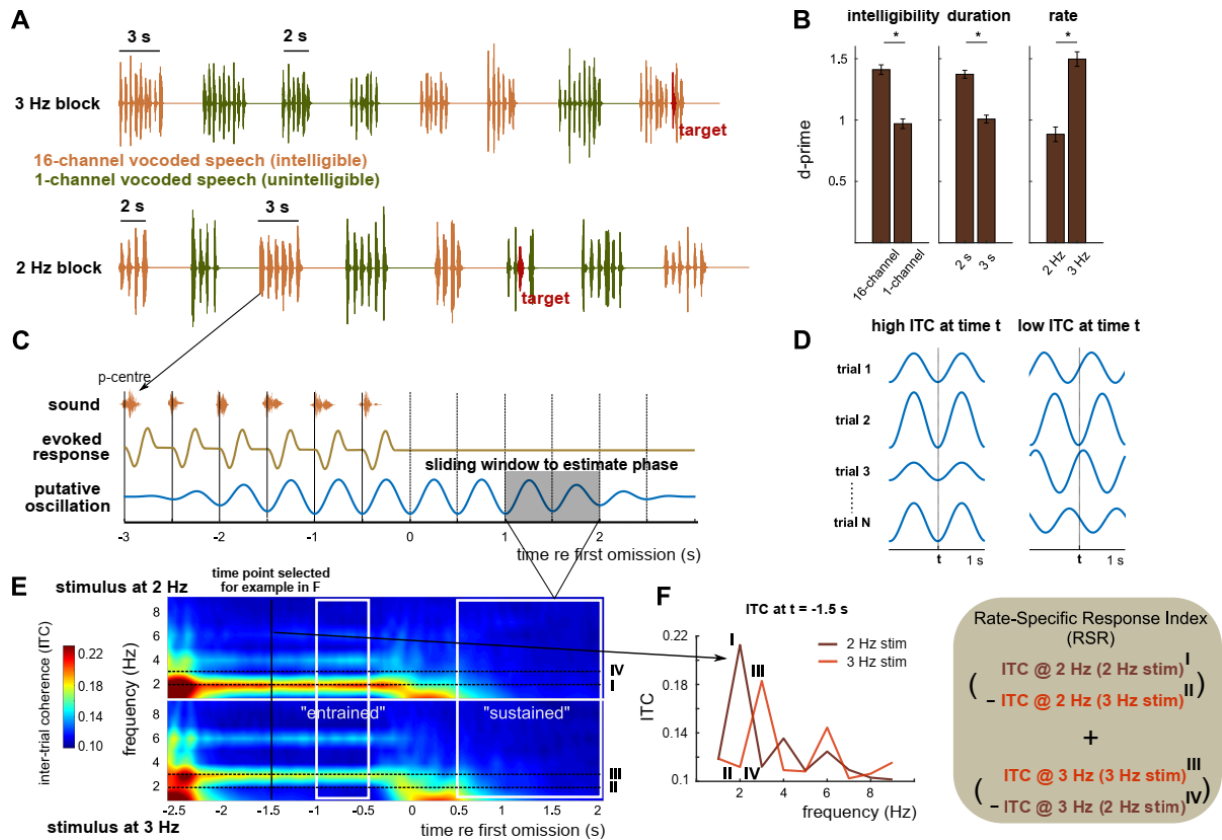 A
3 s
2 s
3 Hz block
target
16-channel vocoded speech (intelligible)
1-channel vocoded speech (unintelligible)
2 s
3 s
2 Hz block
target
B
intelligibility duration rate
*
*
*
1.5
1
0.5
d-prime
16-channel
1-channel
2 s
3 s
2 Hz
3 Hz
C
p-centre
sound
evoked
response
sliding window to estimate phase
putative
oscillation
-3
-2
-1
0
1
2
time re first omission (s)
D
high ITC at time t
low ITC at time t
trial 1
trial 2
trial 3
trial N
t
1 s
t
1 s
E
stimulus at 2 Hz
time point selected
for example in F
inter-trial coherence (ITC)
0.22
0.18
0.14
0.10
frequency (Hz)
8
6
4
2
8
6
4
2
IV
I
"entrained"
"sustained"
III
II
-2.5
-2
-1.5
-1
-0.5
0
0.5
1
1.5
2
stimulus at 3 Hz
time re first omission (s)
F
ITC at t = -1.5 s
0.22
0.18
0.14
0.1
ITC
I
III
II
IV
2 Hz stim
3 Hz stim
2
4
6
8
frequency (Hz)
Rate-Specific Response Index
(RSR)
( ITC @ 2 Hz (2 Hz stim) I
– ITC @ 2 Hz (3 Hz stim) II )
+
( ITC @ 3 Hz (3 Hz stim) III
– ITC @ 3 Hz (2 Hz stim) IV )